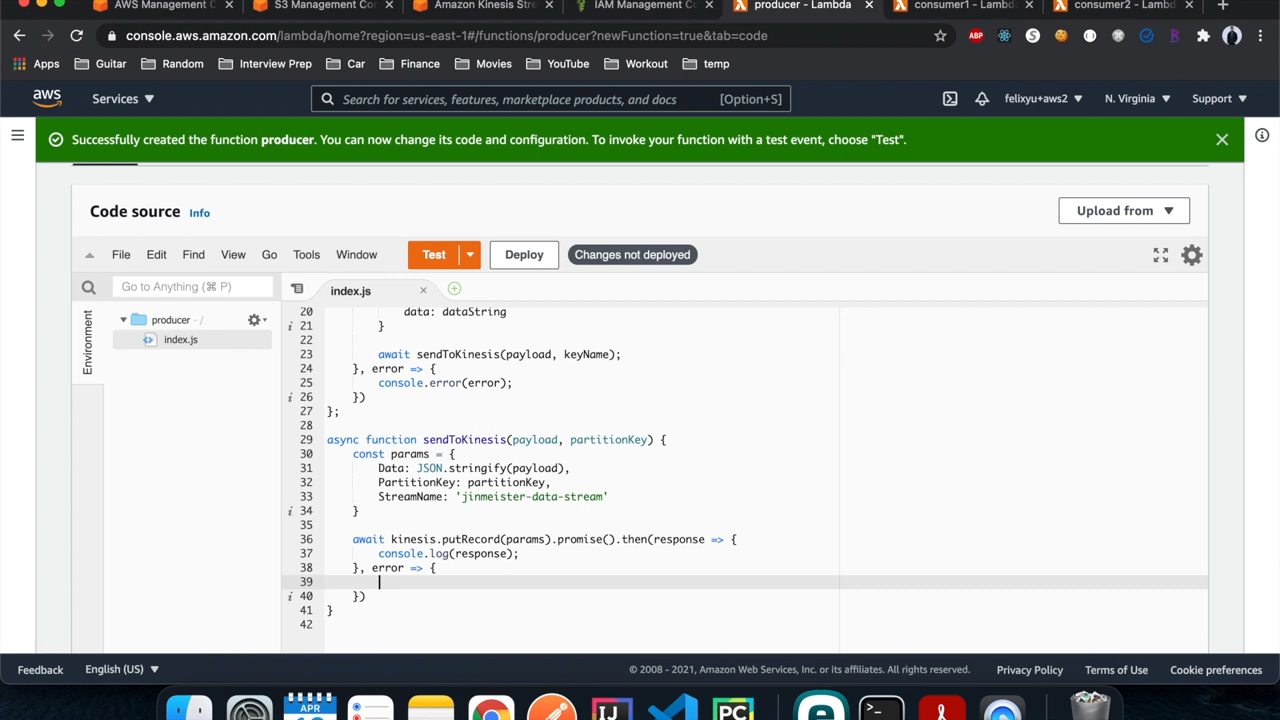 AWS Management C
S3 Management Con
Amazon Kinesis Stre
IAM Management Co
producer - Lambda
consumer1 - Lambda
consumer2 - Lambda
console.aws.amazon.com/lambda/home?region=us-east-1#/functions/producer?newFunction=true&tab=code
ABP
R
Apps
Guitar
Random
Interview Prep
Car
Finance
Movies
YouTube
Workout
temp
aws
Services
Search for services, features, marketplace products, and docs
[Option+S]
felixyu+aws2
N. Virginia
Support
Successfully created the function producer. You can now change its code and configuration. To invoke your function with a test event, choose "Test".
Code source Info
Upload from
File Edit Find View Go Tools Window
Test
Deploy
Changes not deployed
Go to Anything (⌘ P)
index.js
Environment
producer - /
index.js
20 data: dataString
i 21 }
22
23 await sendToKinesis(payload, keyName);
24 }, error => {
25 console.error(error);
i 26 })
27 };
28
29 async function sendToKinesis(payload, partitionKey) {
30 const params = {
31 Data: JSON.stringify(payload),
32 PartitionKey: partitionKey,
33 StreamName: 'jinmeister-data-stream'
i 34 }
35
36 await kinesis.putRecord(params).promise().then(response => {
37 console.log(response);
38 }, error => {
39
i 40 })
41 }
42
Feedback
English (US)
© 2008 - 2021, Amazon Web Services, Inc. or its affiliates. All rights reserved.
Privacy Policy
Terms of Use
Cookie preferences
APR
IJ
PC